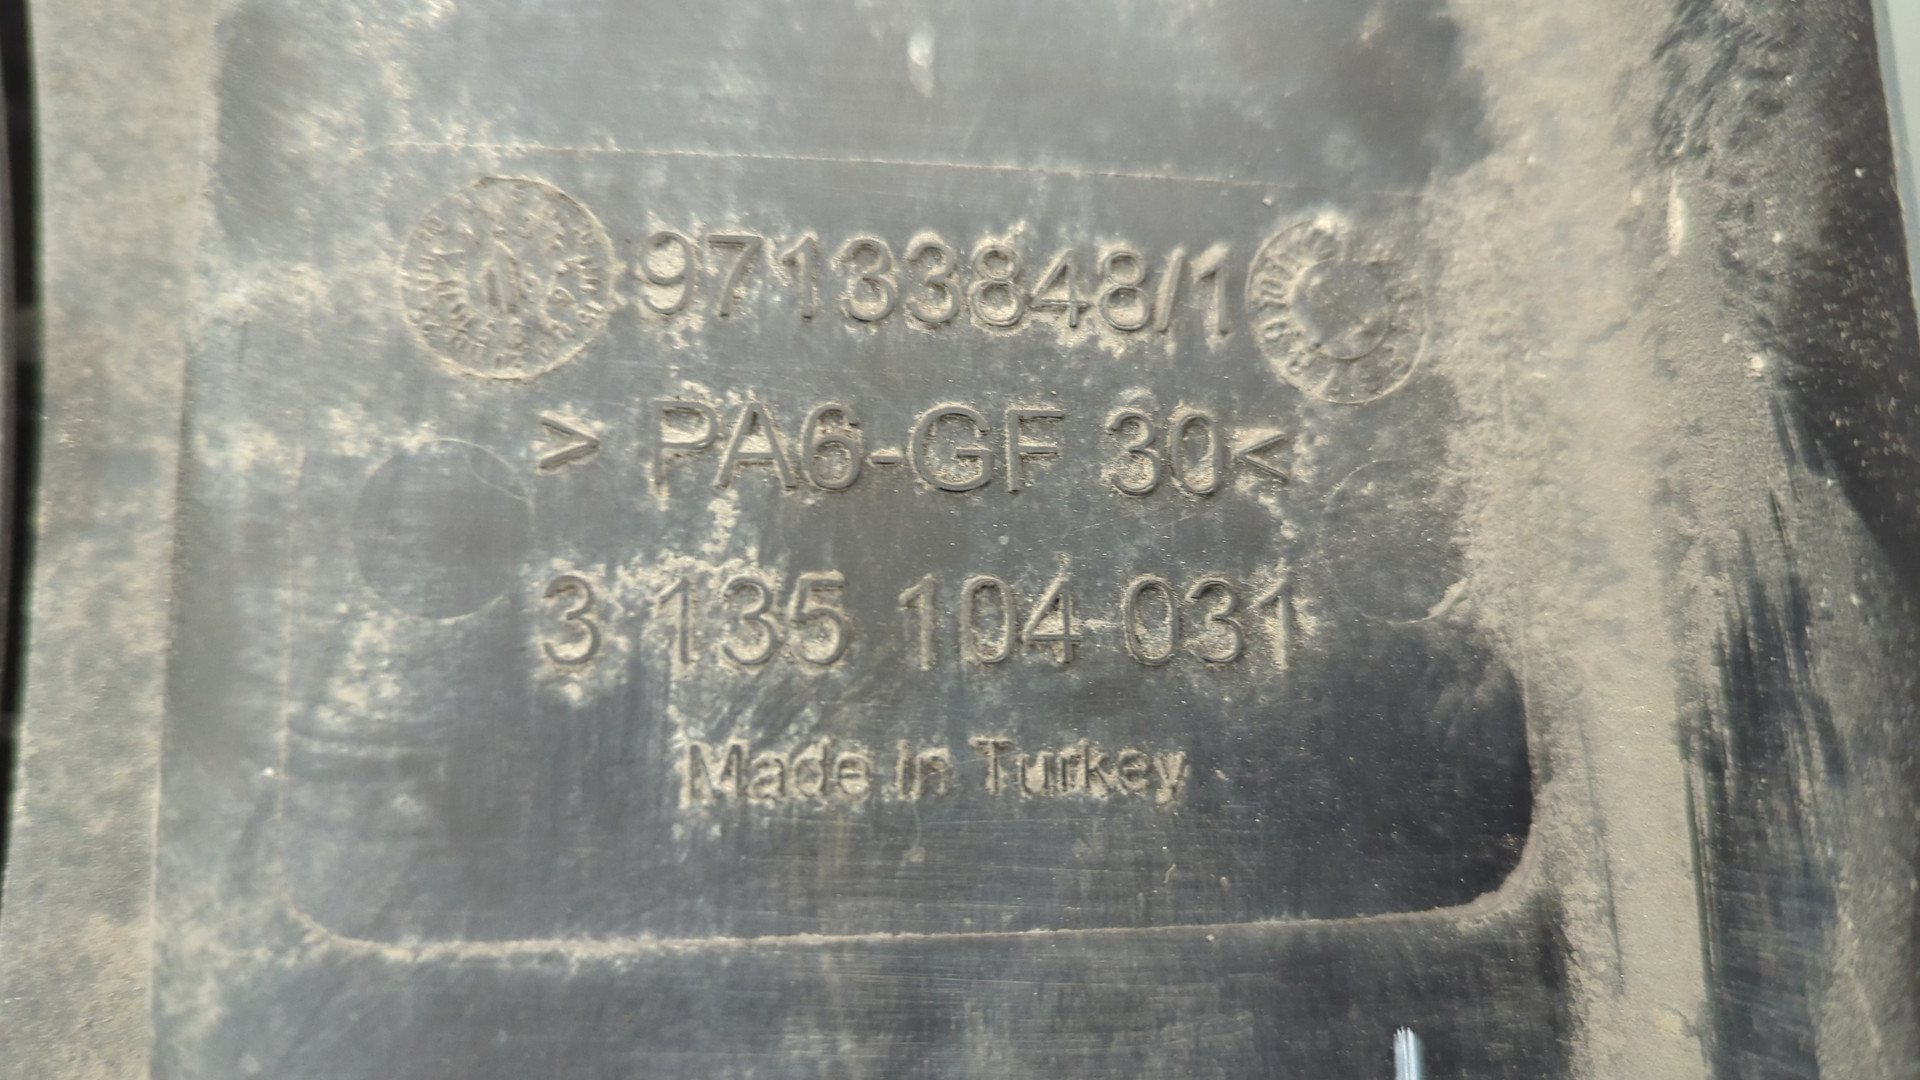 97133848/1
> PA6-GF 30<
3 135 104 031
Made in Turkey